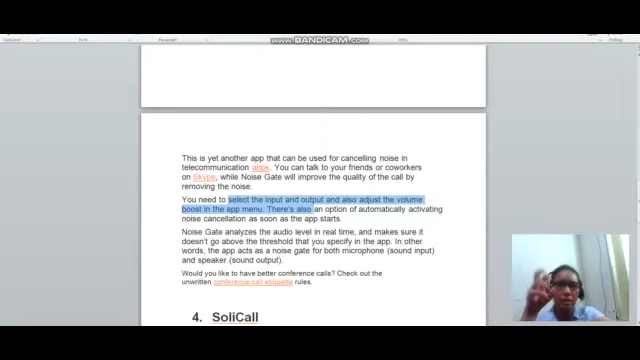 www.BANDICAM.com
This is yet another app that can be used for cancelling noise in
telecommunication apps. You can talk to your friends or coworkers
on Skype, while Noise Gate will improve the quality of the call by
removing the noise.
You need to select the input and output and also adjust the volume
boost in the app menu. There's also an option of automatically activating
noise cancellation as soon as the app starts.
Noise Gate analyzes the audio level in real time, and makes sure it
doesn't go above the threshold that you specify in the app. In other
words, the app acts as a noise gate for both microphone (sound input)
and speaker (sound output).
Would you like to have better conference calls? Check out the
unwritten conference call etiquette rules.
4. SoliCall